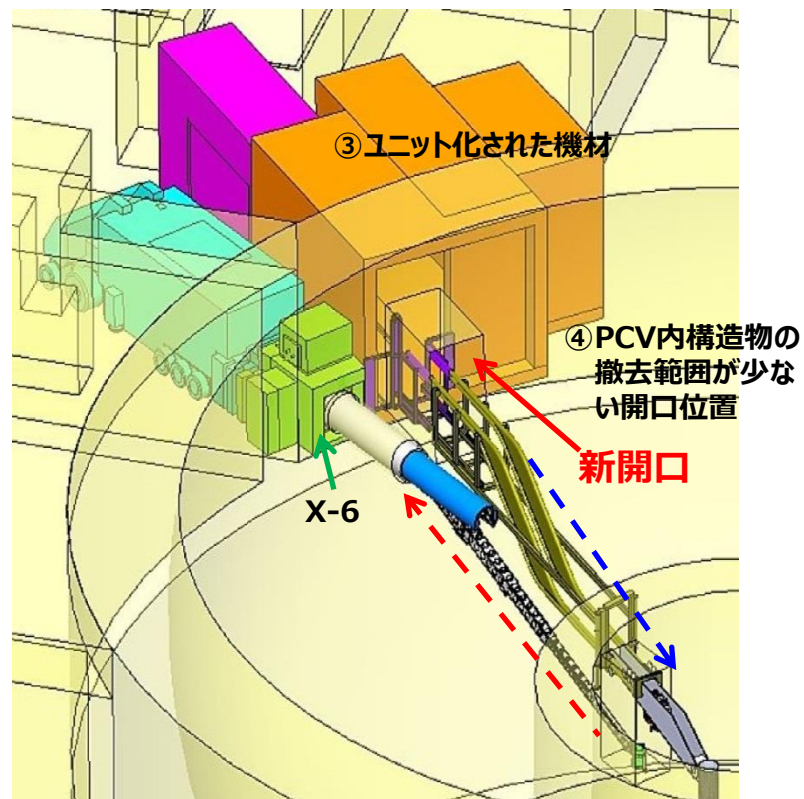 ③ユニット化された機材
④PCV内構造物の
撤去範囲が少な
い開口位置
新開口
X-6